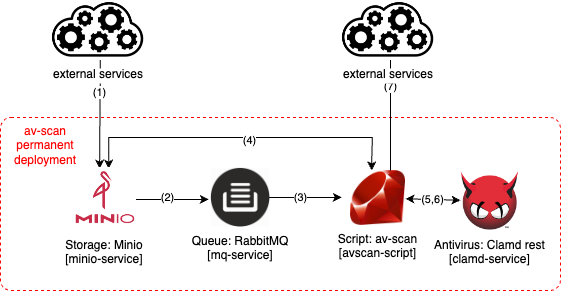 external services
external services
(1)
(7)
av-scan
permanent
deployment
(4)
MINIO
(2)
(3)
(5,6)
Storage: Minio
[minio-service]
Queue: RabbitMQ
[mq-service]
Script: av-scan
[avscan-script]
Antivirus: Clamd rest
[clamd-service]